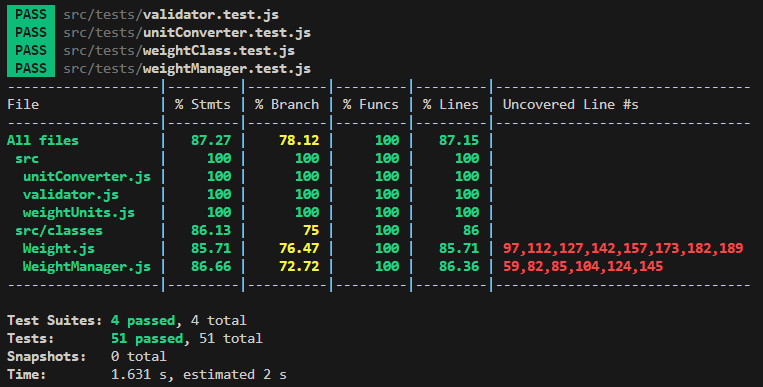 PASS src/tests/validator.test.js
PASS src/tests/unitConverter.test.js
PASS src/tests/weightClass.test.js
PASS src/tests/weightManager.test.js
-------------------|---------|----------|---------|---------|-------------------------------
File               | % Stmts | % Branch | % Funcs | % Lines | Uncovered Line #s
-------------------|---------|----------|---------|---------|-------------------------------
All files          |   87.27 |    78.12 |     100 |   87.15 |
 src               |     100 |      100 |     100 |     100 |
  unitConverter.js |     100 |      100 |     100 |     100 |
  validator.js     |     100 |      100 |     100 |     100 |
  weightUnits.js   |     100 |      100 |     100 |     100 |
 src/classes       |   86.13 |       75 |     100 |      86 |
  Weight.js        |   85.71 |    76.47 |     100 |   85.71 | 97,112,127,142,157,173,182,189
  WeightManager.js |   86.66 |    72.72 |     100 |   86.36 | 59,82,85,104,124,145
-------------------|---------|----------|---------|---------|-------------------------------
Test Suites: 4 passed, 4 total
Tests:       51 passed, 51 total
Snapshots:   0 total
Time:        1.631 s, estimated 2 s